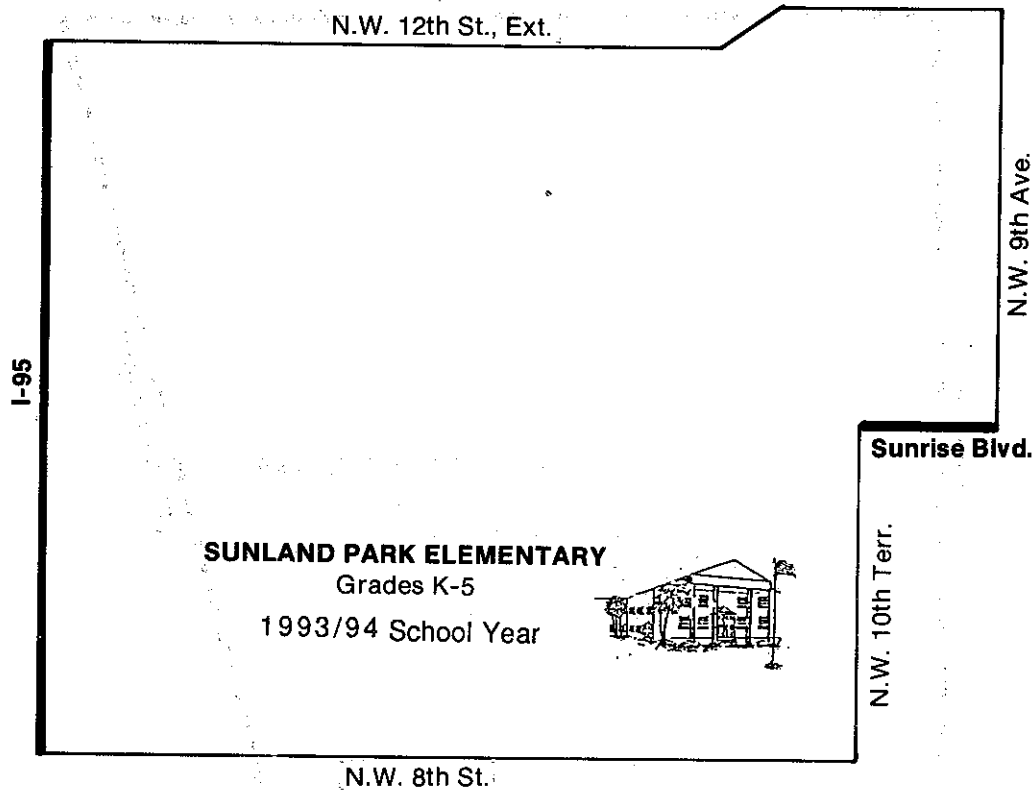 N.W. 12th St., Ext.
N.W. 9th Ave.
I-95
Sunrise Blvd.
SUNLAND PARK ELEMENTARY
Grades K-5
1993/94 School Year
N.W. 10th Terr.
N.W. 8th St.